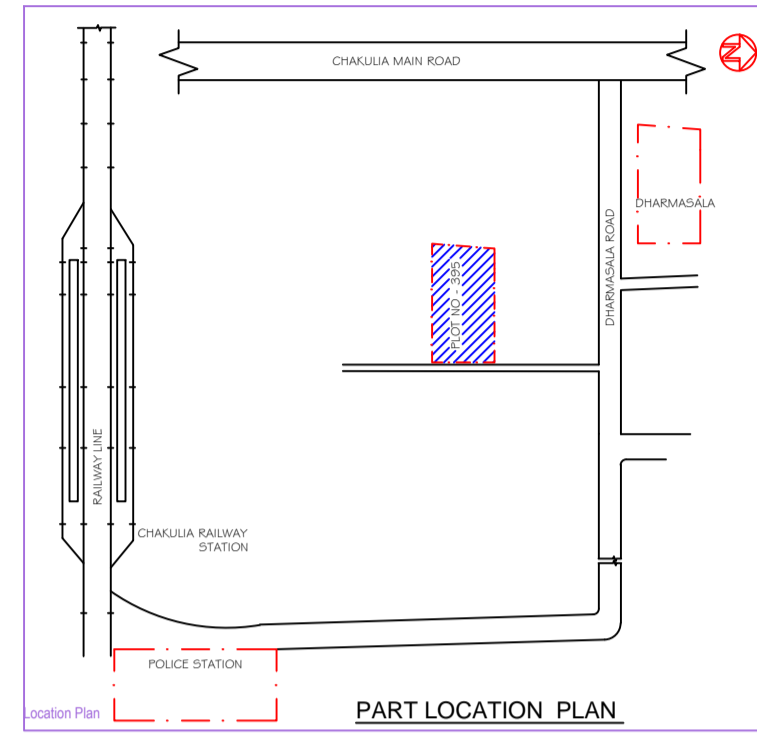 CHAKULIA MAIN ROAD
N
DHARMASALA
DHARMASALA ROAD
PLOT NO - 395
RAILWAY LINE
CHAKULIA RAILWAY
STATION
POLICE STATION
Location Plan
PART LOCATION PLAN